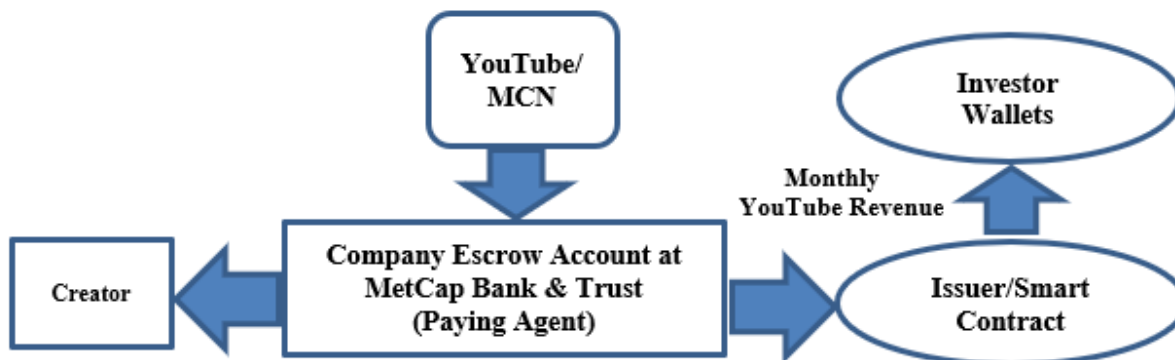 YouTube/
MCN
Investor
Wallets
Monthly
YouTube Revenue
Creator
Company Escrow Account at
MetCap Bank & Trust
(Paying Agent)
Issuer/Smart
Contract